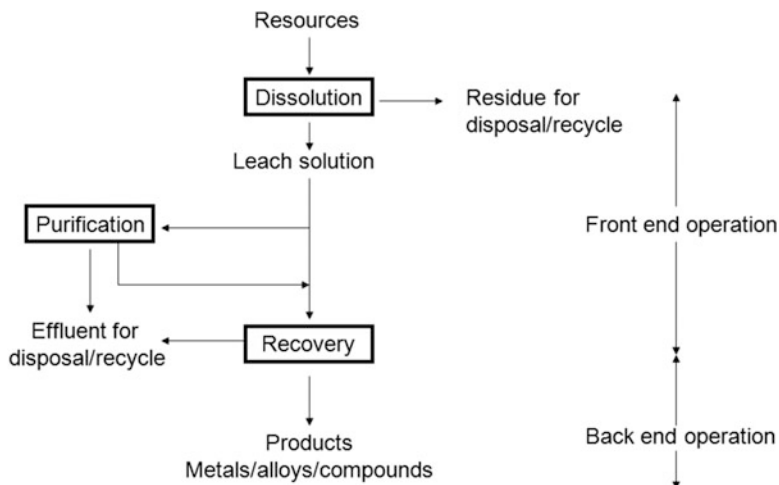 Resources
Dissolution
Residue for
disposal/recycle
Leach solution
Purification
Front end operation
Effluent for
disposal/recycle
Recovery
Products
Metals/alloys/compounds
Back end operation